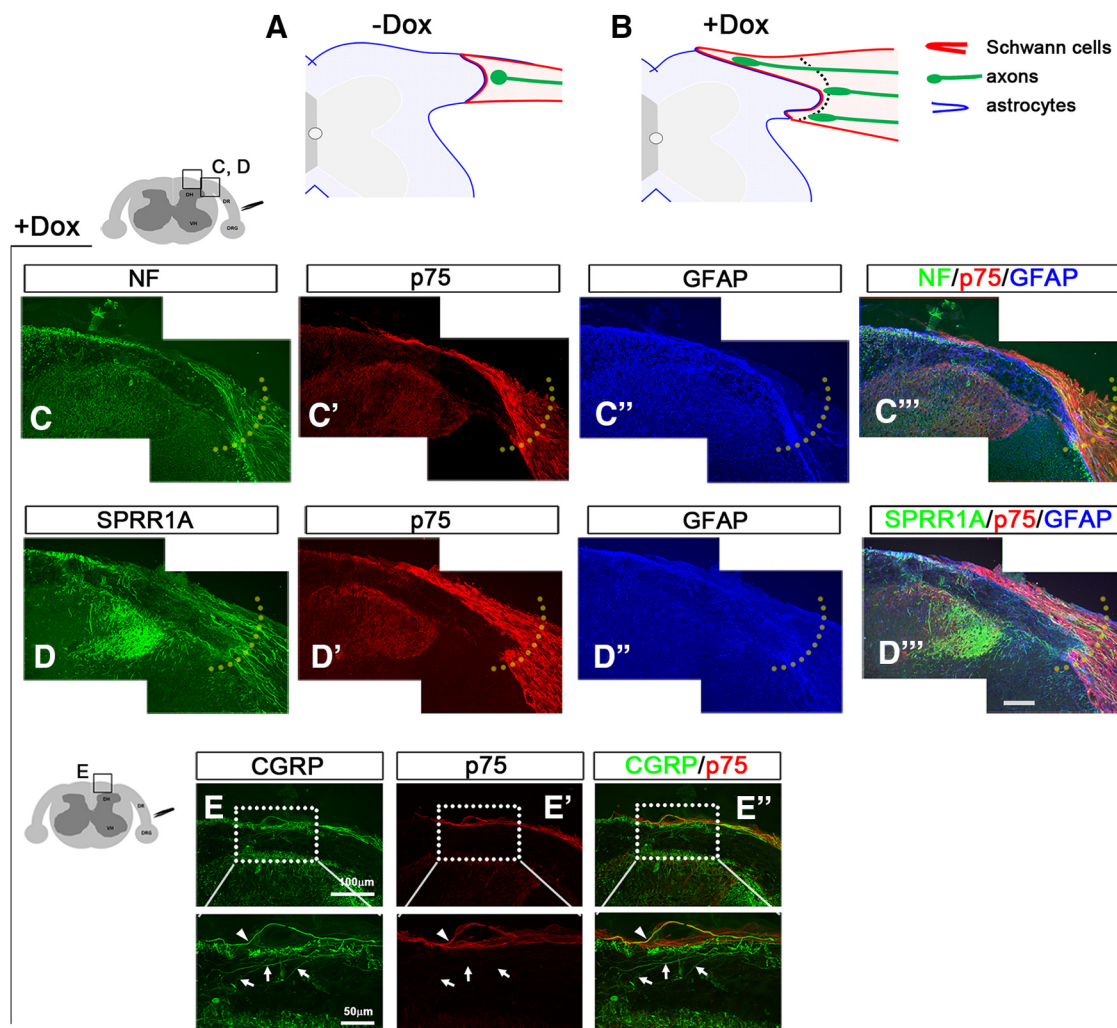 A
-Dox
B
+Dox
Schwann cells
axons
astrocytes
C, D
DH
DR
VH
DRG
+Dox
NF
p75
GFAP
NF/p75/GFAP
C
C'
C''
C'''
SPRR1A
p75
GFAP
SPRR1A/p75/GFAP
D
D'
D''
D'''
E
DH
DR
VH
DRG
CGRP
p75
CGRP/p75
E
E'
E''
100μm
50μm